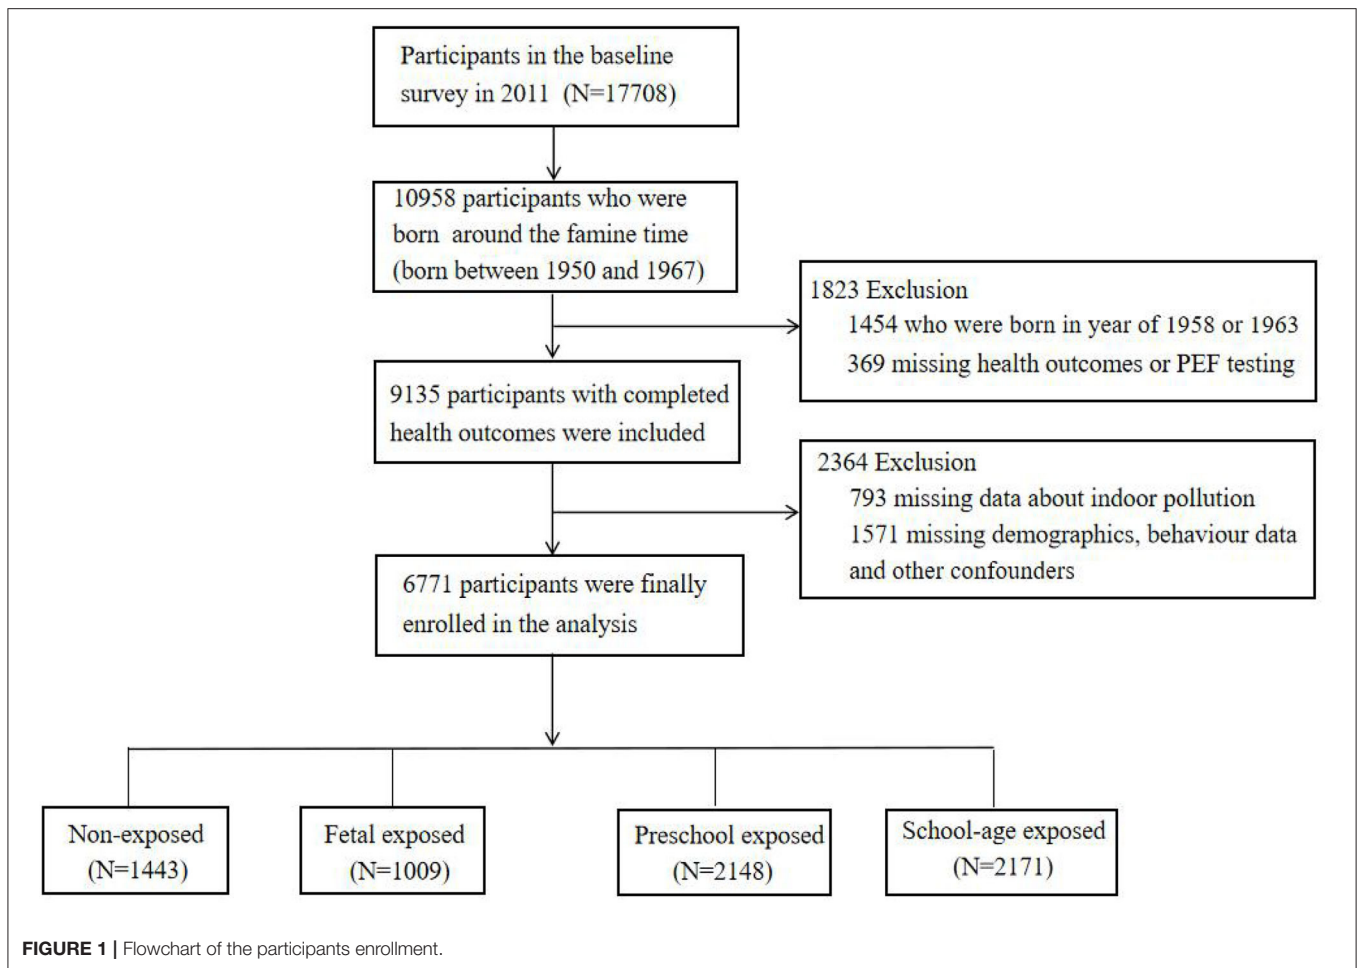 Participants in the baseline
survey in 2011 (N=17708)
10958 participants who were
born around the famine time
(born between 1950 and 1967)
1823 Exclusion
1454 who were born in year of 1958 or 1963
369 missing health outcomes or PEF testing
9135 participants with completed
health outcomes were included
2364 Exclusion
793 missing data about indoor pollution
1571 missing demographics, behaviour data
and other confounders
6771 participants were finally
enrolled in the analysis
Non-exposed
(N=1443)
Fetal exposed
(N=1009)
Preschool exposed
(N=2148)
School-age exposed
(N=2171)
FIGURE 1 | Flowchart of the participants enrollment.